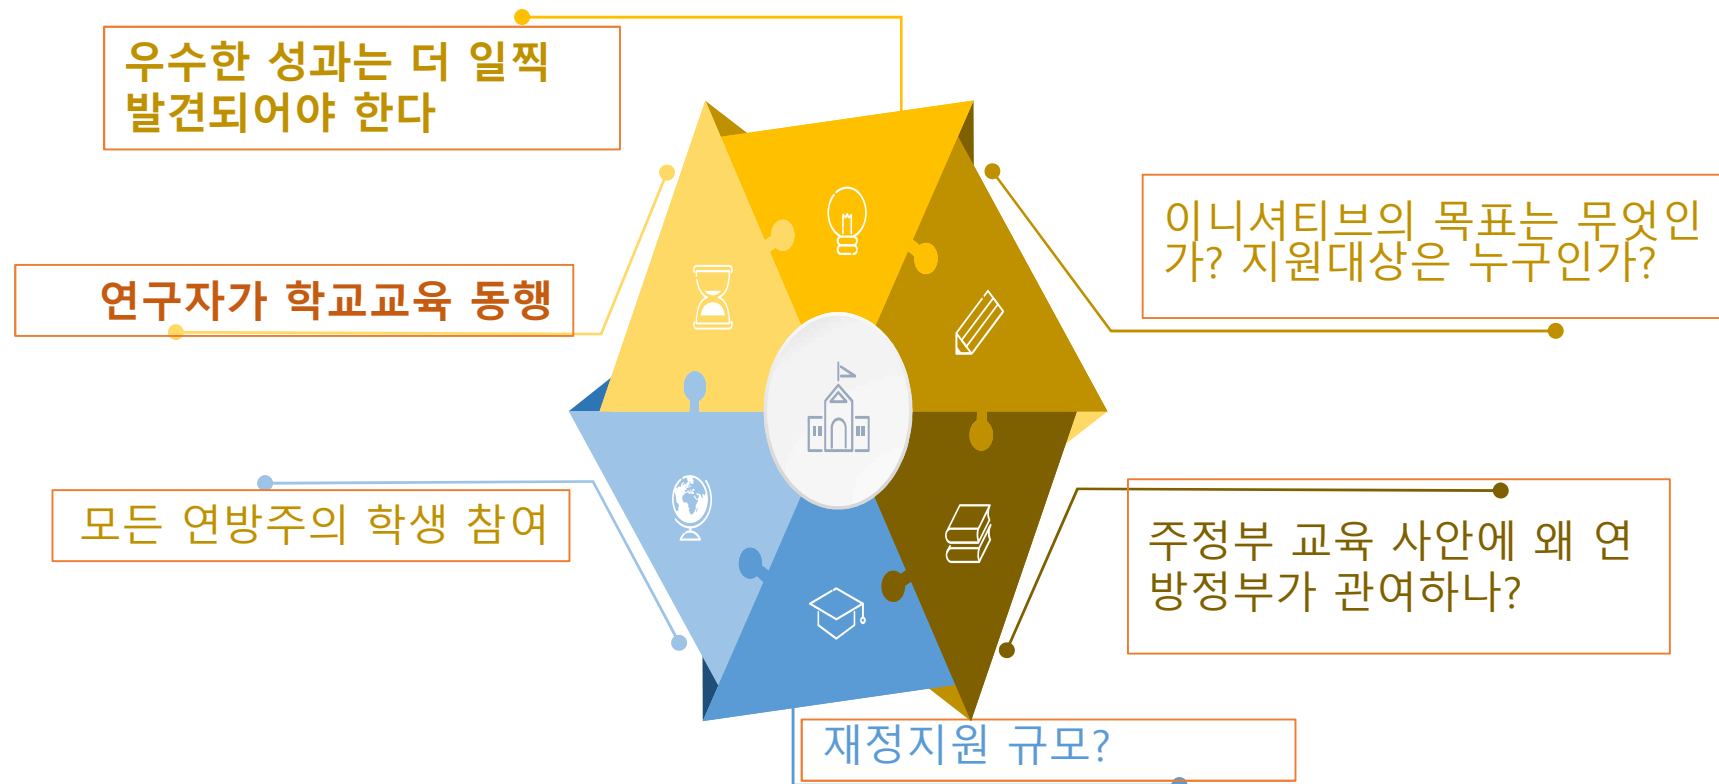 우수한 성과는 더 일찍
발견되어야 한다
이니셔티브의 목표는 무엇인
가? 지원대상은 누구인가?
연구자가 학교교육 동행
모든 연방주의 학생 참여
주정부 교육 사안에 왜 연
방정부가 관여하나?
재정지원 규모?